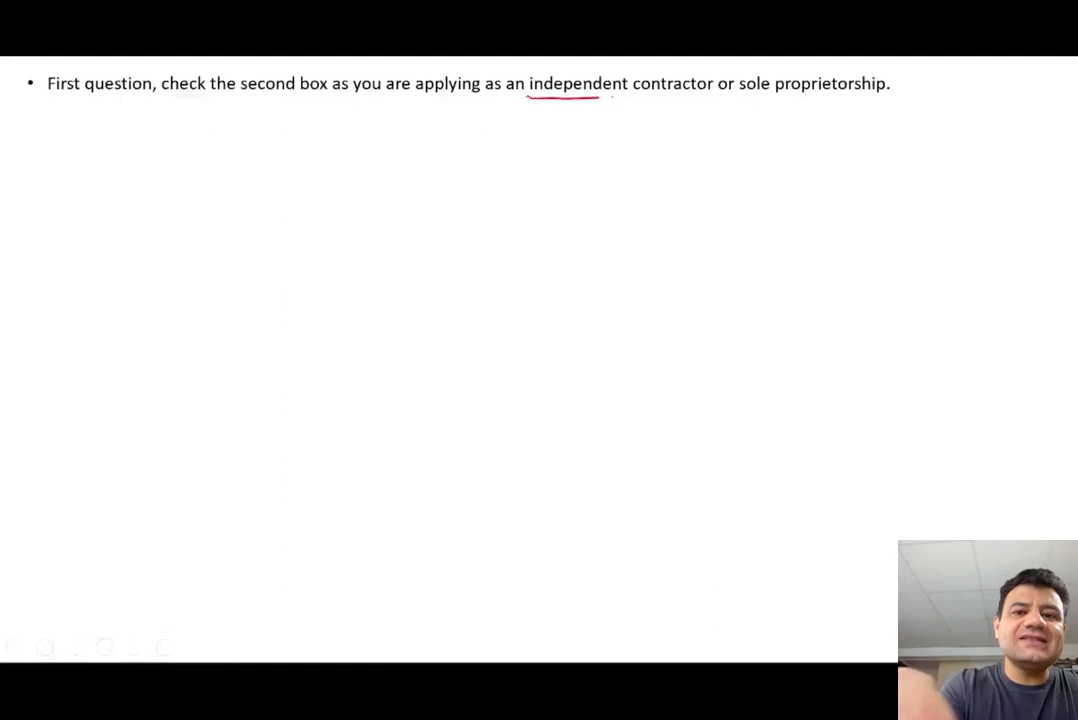 • First question, check the second box as you are applying as an independent contractor or sole proprietorship.